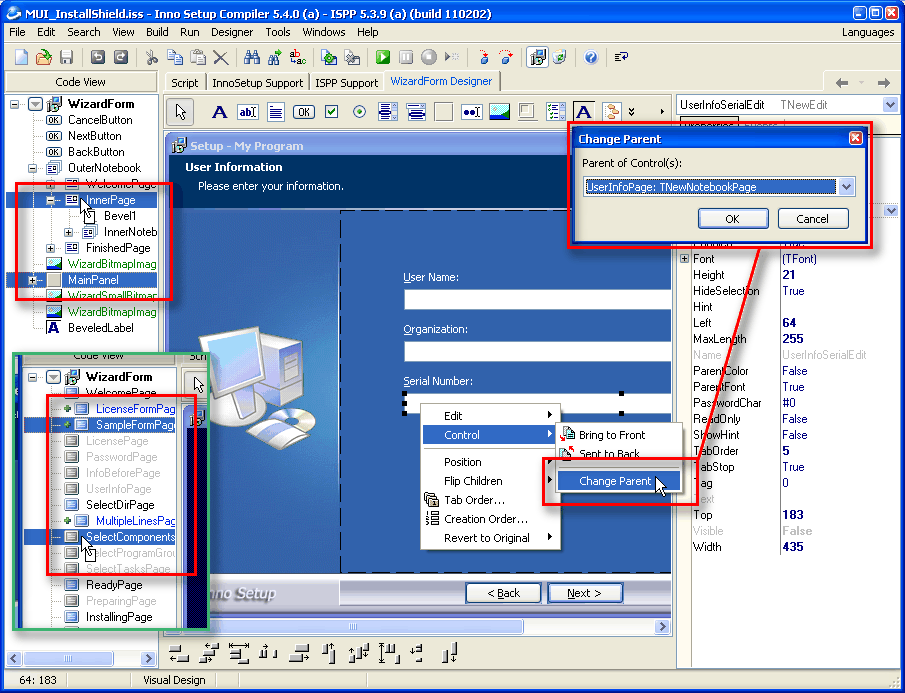 MUI_InstallShield.iss - Inno Setup Compiler 5.4.0 (a) - ISPP 5.3.9 (a) (build 110202)
File Edit Search View Build Run Designer Tools Windows Help Languages
Code View
Script InnoSetup Support ISPP Support WizardForm Designer
WizardForm
CancelButton
NextButton
BackButton
OuterNotebook
WelcomePage
InnerPage
Bevel1
InnerNoteb
FinishedPage
WizardBitmapImag
MainPanel
WizardSmallBitmap
WizardBitmapImag
BeveledLabel
Code View
Scri
WizardForm
WelcomePage
LicenseFormPag
SampleFormPage
LicensePage
PasswordPage
InfoBeforePage
UserInfoPage
SelectDirPage
MultipleLinesPag
SelectComponents
SelectProgramGrou
SelectTasksPage
ReadyPage
PreparingPage
InstallingPage
Setup - My Program
User Information
Please enter your information.
User Name:
Organization:
Serial Number:
Edit
Control
Position
Flip Children
Tab Order...
Creation Order...
Revert to Original
Bring to Front
Sent to Back
Change Parent
Inno Setup
< Back
Next >
Change Parent
Parent of Control(s):
UserInfoPage: TNewNotebookPage
OK
Cancel
UserInfoSerialEdit TNewEdit
Properties Events
Enabled True
Font (TFont)
Height 21
HideSelection True
Hint
Left 64
MaxLength 255
Name UserInfoSerialEdit
ParentColor False
ParentFont True
PasswordChar #0
ReadOnly False
ShowHint False
TabOrder 5
TabStop True
Tag 0
Text
Top 183
Visible False
Width 435
64: 183
Visual Design